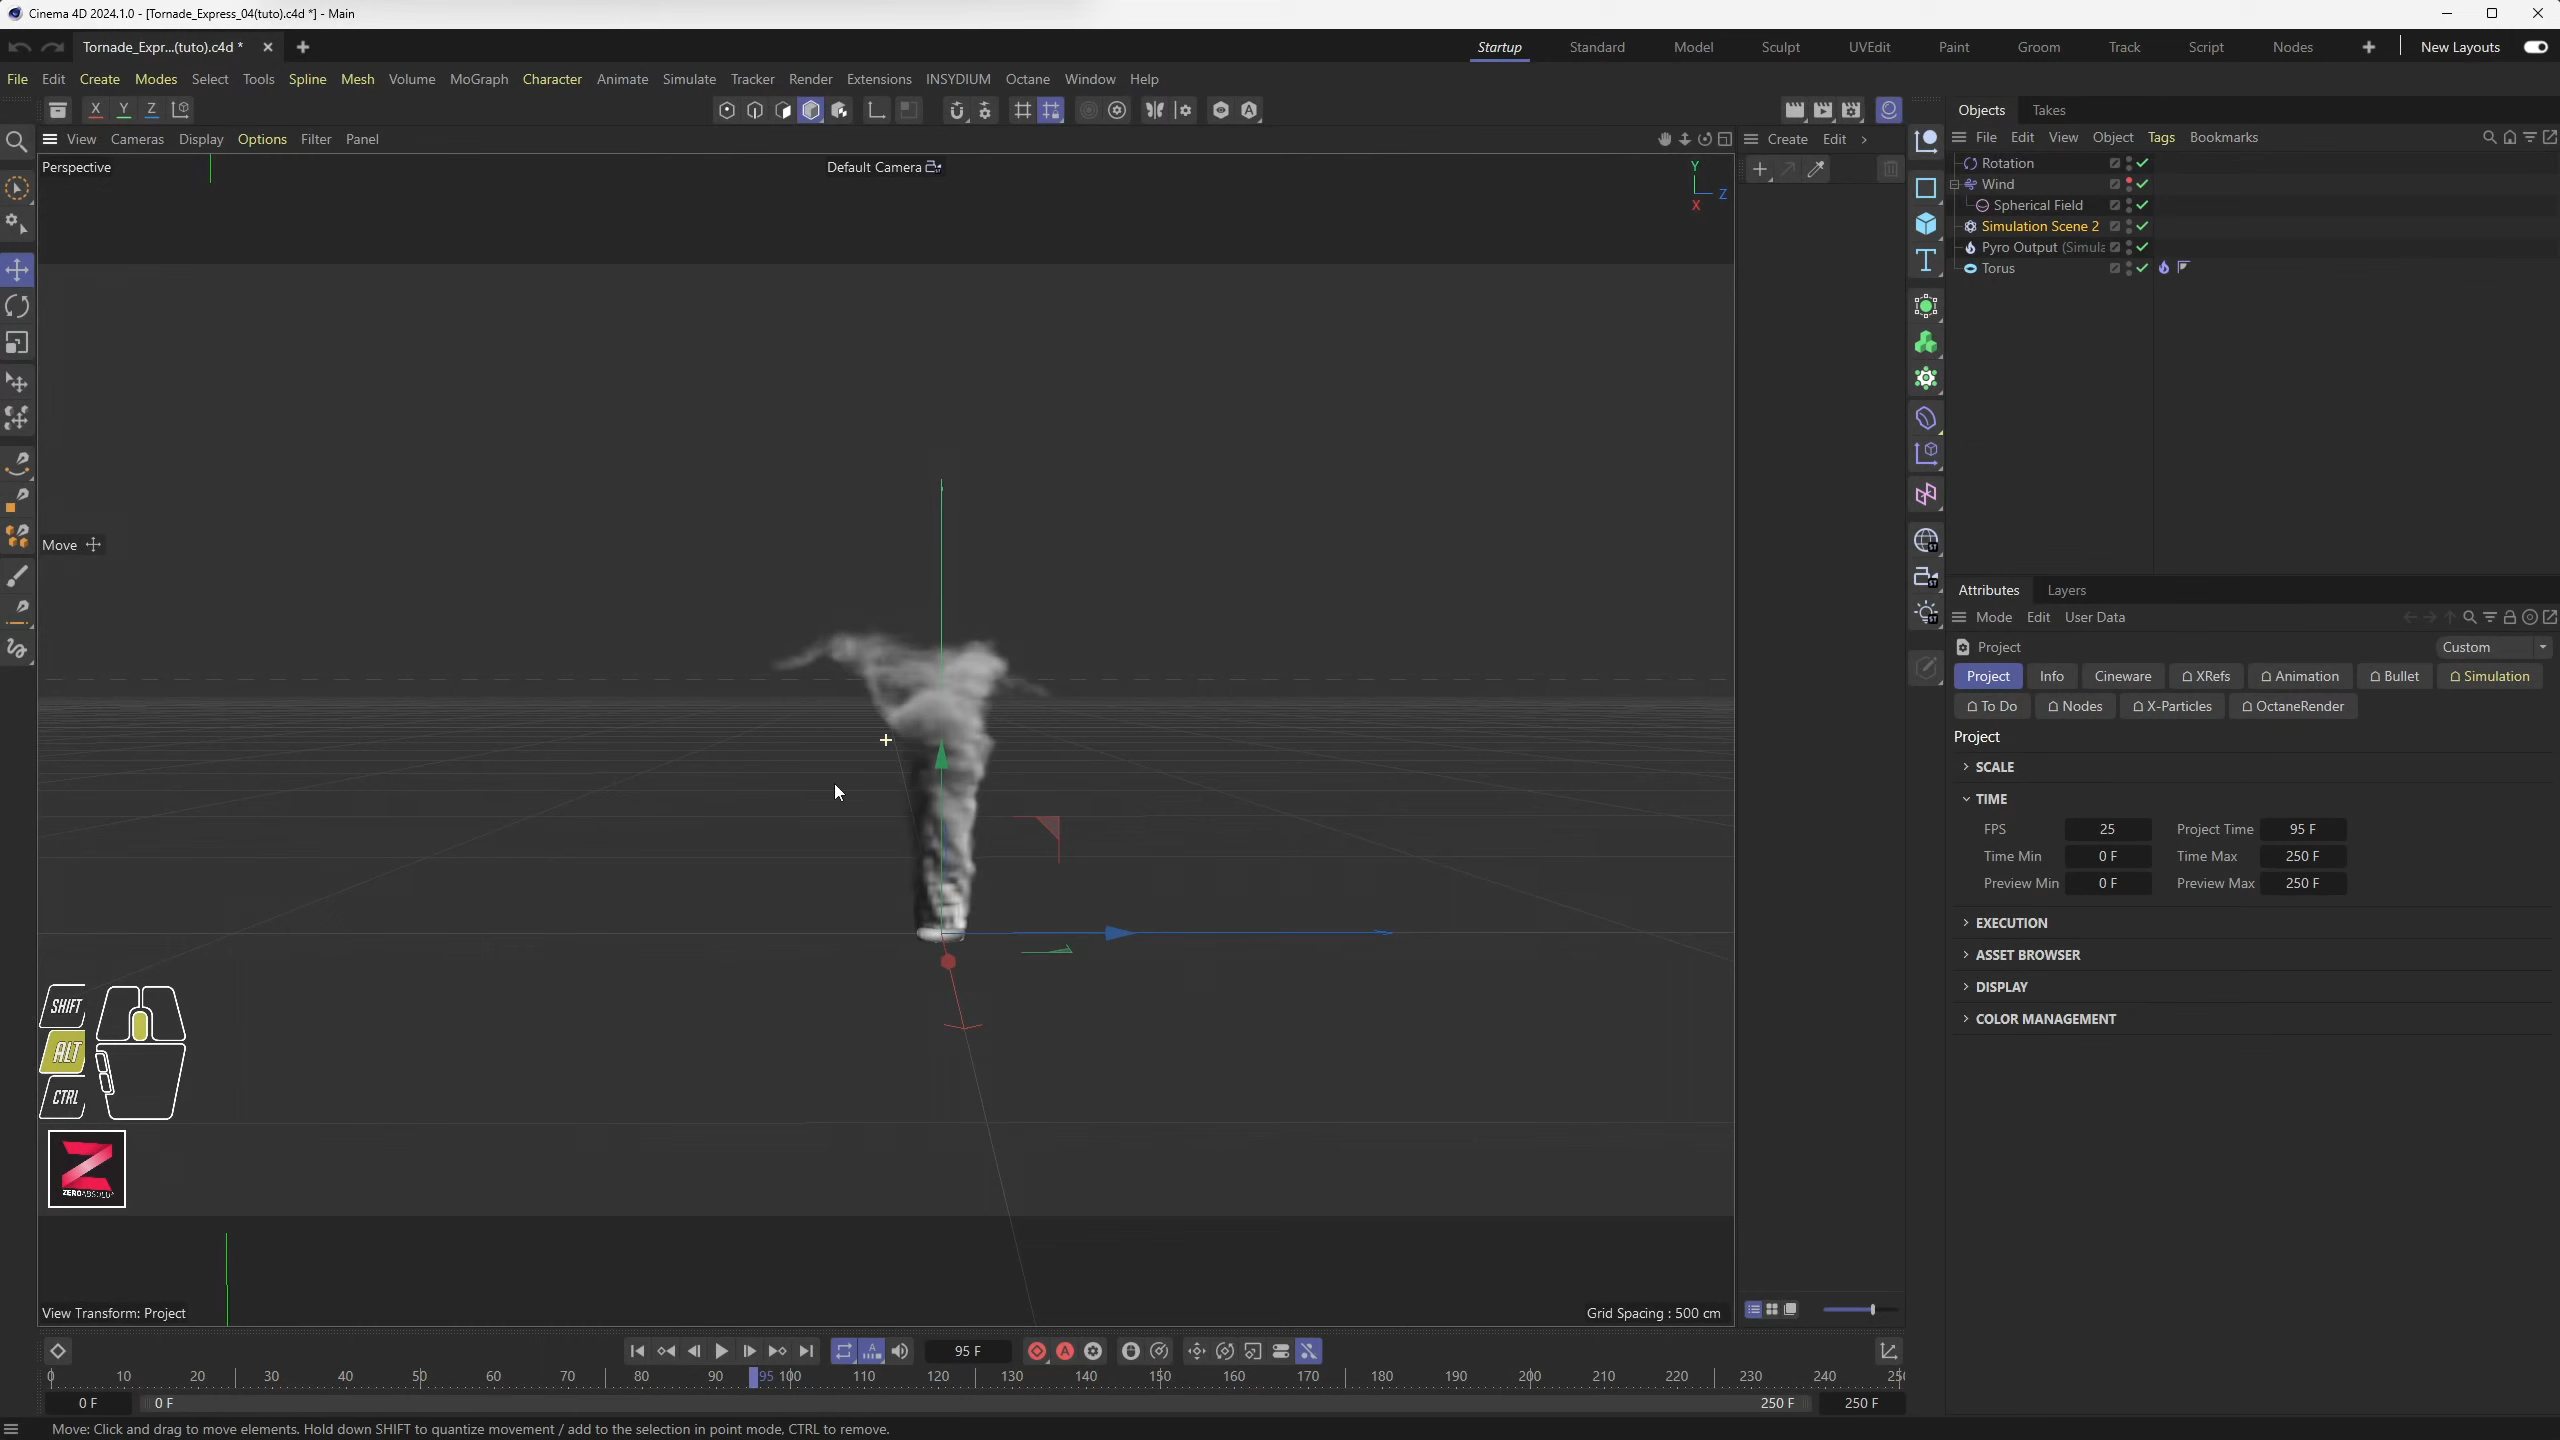 Cinema 4D 2024.1.0 - [Tornade_Express_04(tuto).c4d *] - Main
Tornade_Expr...(tuto).c4d *
Startup Standard Model Sculpt UVEdit Paint Groom Track Script Nodes New Layouts
File Edit Create Modes Select Tools Spline Mesh Volume MoGraph Character Animate Simulate Tracker Render Extensions INSYDIUM Octane Window Help
X Y Z
View Cameras Display Options Filter Panel
Create Edit
Objects Takes
File Edit View Object Tags Bookmarks
Perspective
Default Camera
Y
Z
X
Rotation
Wind
Spherical Field
Simulation Scene 2
Pyro Output (Simula
Torus
Move
Attributes Layers
Mode Edit User Data
Project
Custom
Project Info Cineware XRefs Animation Bullet Simulation
To Do Nodes X-Particles OctaneRender
Project
SCALE
TIME
FPS 25 Project Time 95 F
Time Min 0 F Time Max 250 F
Preview Min 0 F Preview Max 250 F
EXECUTION
ASSET BROWSER
DISPLAY
COLOR MANAGEMENT
SHIFT
ALT
CTRL
ZEROABSOLU
View Transform: Project
Grid Spacing : 500 cm
95 F
0 10 20 30 40 50 60 70 80 90 95 100 110 120 130 140 150 160 170 180 190 200 210 220 230 240 25
0 F 0 F 250 F 250 F
Move: Click and drag to move elements. Hold down SHIFT to quantize movement / add to the selection in point mode, CTRL to remove.